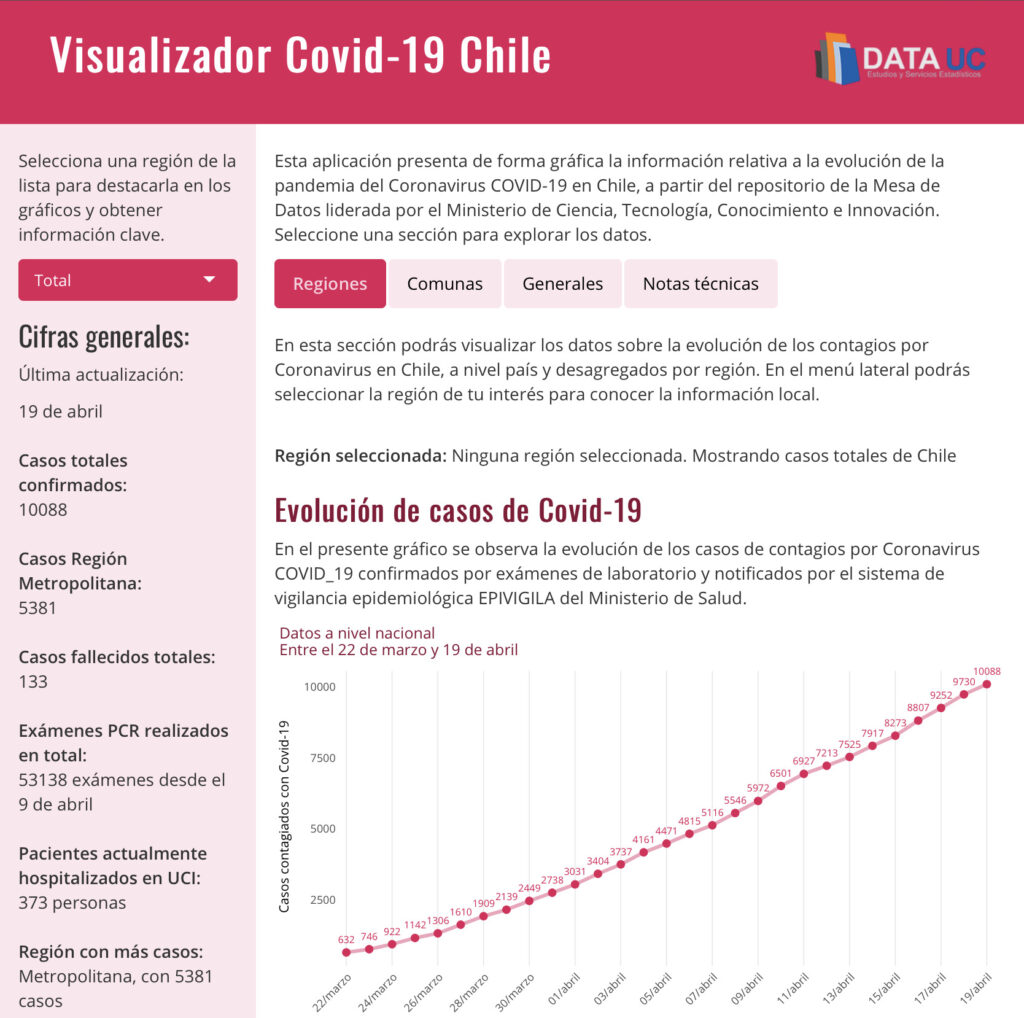 Visualizador Covid-19 Chile
DATA UC
Estudios y Servicios Estadísticos
Selecciona una región de la
lista para destacarla en los
gráficos y obtener
información clave.
Total
Cifras generales:
Última actualización:
19 de abril
Casos totales
confirmados:
10088
Casos Región
Metropolitana:
5381
Casos fallecidos totales:
133
Exámenes PCR realizados
en total:
53138 exámenes desde el
9 de abril
Pacientes actualmente
hospitalizados en UCI:
373 personas
Región con más casos:
Metropolitana, con 5381
casos
Esta aplicación presenta de forma gráfica la información relativa a la evolución de la
pandemia del Coronavirus COVID-19 en Chile, a partir del repositorio de la Mesa de
Datos liderada por el Ministerio de Ciencia, Tecnología, Conocimiento e Innovación.
Seleccione una sección para explorar los datos.
Regiones
Comunas
Generales
Notas técnicas
En esta sección podrás visualizar los datos sobre la evolución de los contagios por
Coronavirus en Chile, a nivel país y desagregados por región. En el menú lateral podrás
seleccionar la región de tu interés para conocer la información local.
Región seleccionada: Ninguna región seleccionada. Mostrando casos totales de Chile
Evolución de casos de Covid-19
En el presente gráfico se observa la evolución de los casos de contagios por Coronavirus
COVID_19 confirmados por exámenes de laboratorio y notificados por el sistema de
vigilancia epidemiológica EPIVIGILA del Ministerio de Salud.
Datos a nivel nacional
Entre el 22 de marzo y 19 de abril
Casos contagiados con Covid-19
10000
7500
5000
2500
632
746
922
1142
1306
1610
1909
2139
2449
2738
3031
3404
3737
4161
4471
4815
5116
5546
5972
6501
6927
7213
7525
7917
8273
8807
9252
9730
10088
22/marzo
24/marzo
26/marzo
28/marzo
30/marzo
01/abril
03/abril
05/abril
07/abril
09/abril
11/abril
13/abril
15/abril
17/abril
19/abril